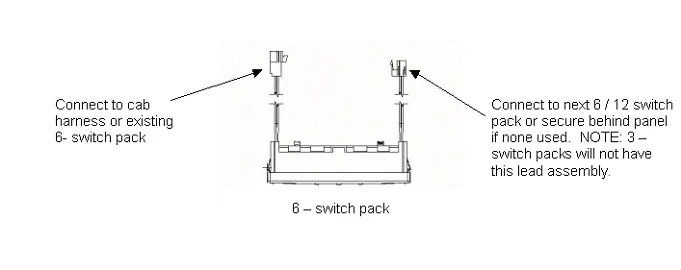 Connect to cab
harness or existing
6- switch pack
Connect to next 6 / 12 switch
pack or secure behind panel
if none used.  NOTE: 3 –
switch packs will not have
this lead assembly.
6 – switch pack